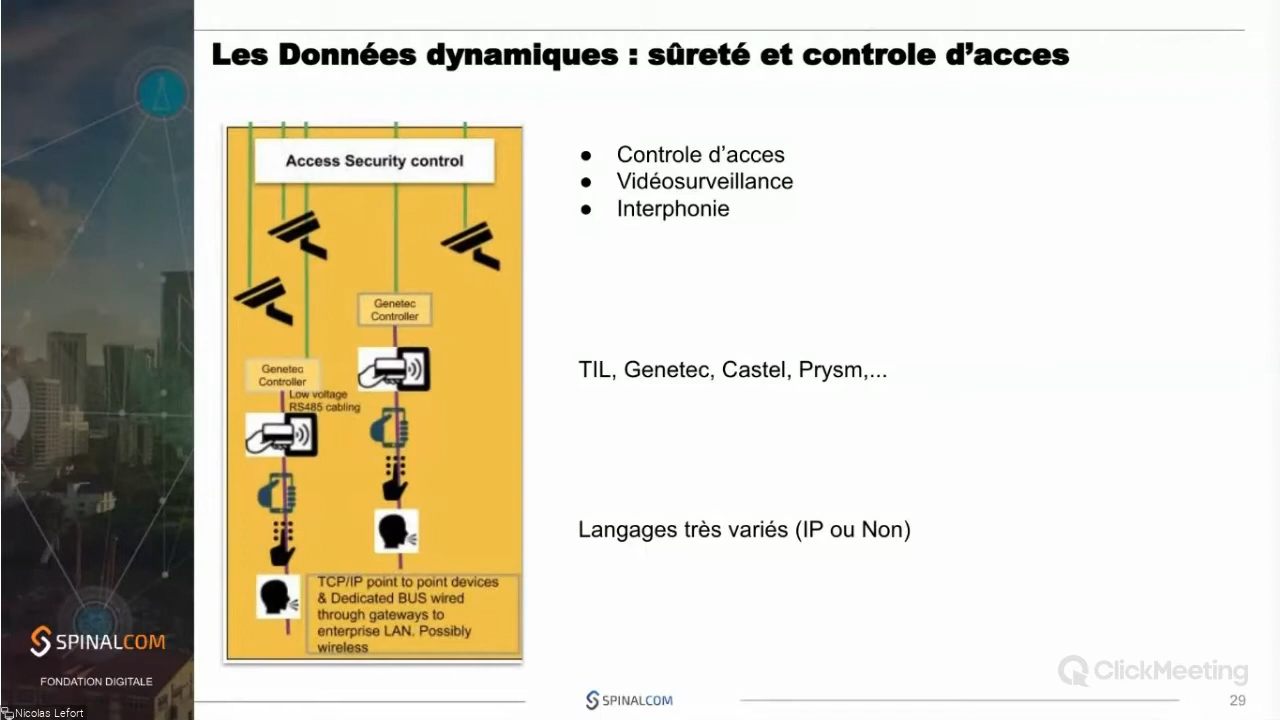 Les Données dynamiques : sûreté et controle d’acces
Access Security control
Genetec
Controller
Genetec
Controller
Low voltage
RS485 cabling
TCP/IP point to point devices
& Dedicated BUS wired
through gateways to
enterprise LAN. Possibly
wireless
● Controle d’acces
● Vidéosurveillance
● Interphonie
TIL, Genetec, Castel, Prysm,...
Langages très variés (IP ou Non)
SPINALCOM
FONDATION DIGITALE
Nicolas Lefort
SPINALCOM
ClickMeeting
29